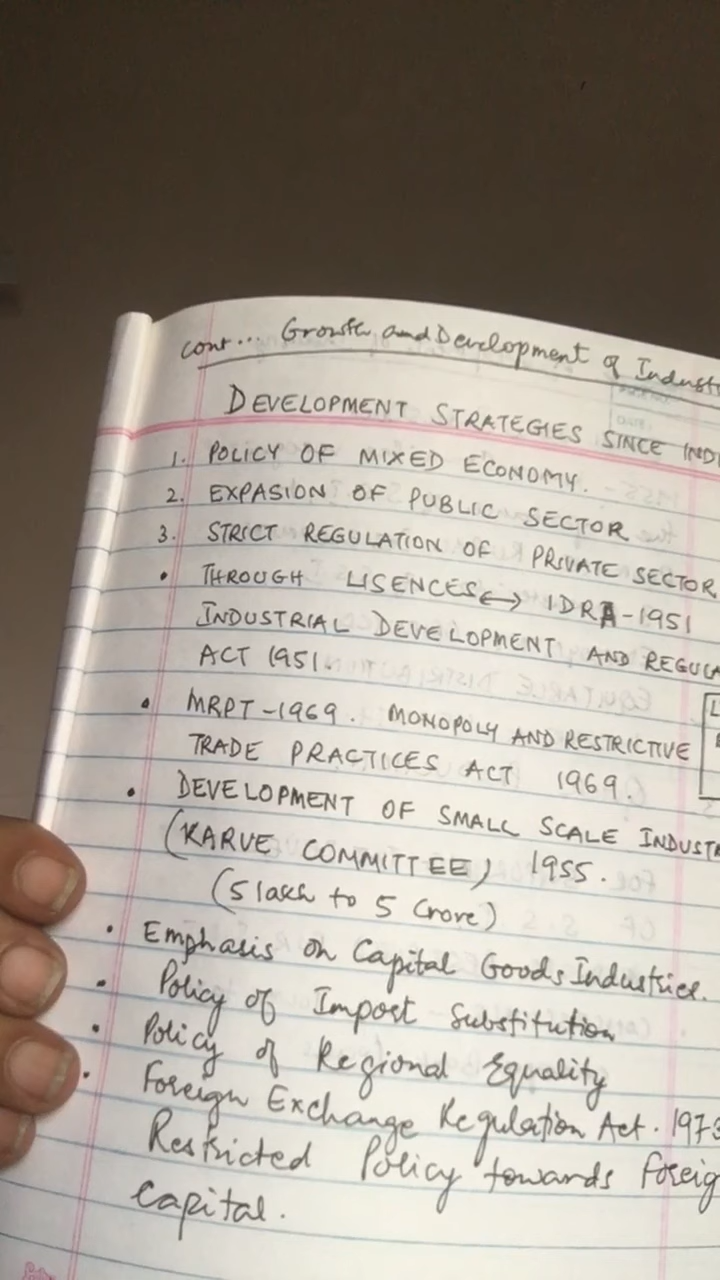 cont... Growth and Development of Indust
DEVELOPMENT STRATEGIES SINCE IND
1. POLICY OF MIXED ECONOMY.
2. EXPASION OF PUBLIC SECTOR
3. STRICT REGULATION OF PRIVATE SECTOR
• THROUGH LISENCES ↔ IDRA-1951
INDUSTRIAL DEVELOPMENT AND REGULA
ACT 1951.
• MRPT-1969. MONOPOLY AND RESTRICTIVE
TRADE PRACTICES ACT 1969.
• DEVELOPMENT OF SMALL SCALE INDUST
(KARVE COMMITTEE) 1955.
(5 lakh to 5 Crore)
• Emphasis on Capital Goods Industries.
• Policy of Import Substitution
• Policy of Regional Equality
• Foreign Exchange Regulation Act. 1973
Restricted Policy towards foreig
capital.